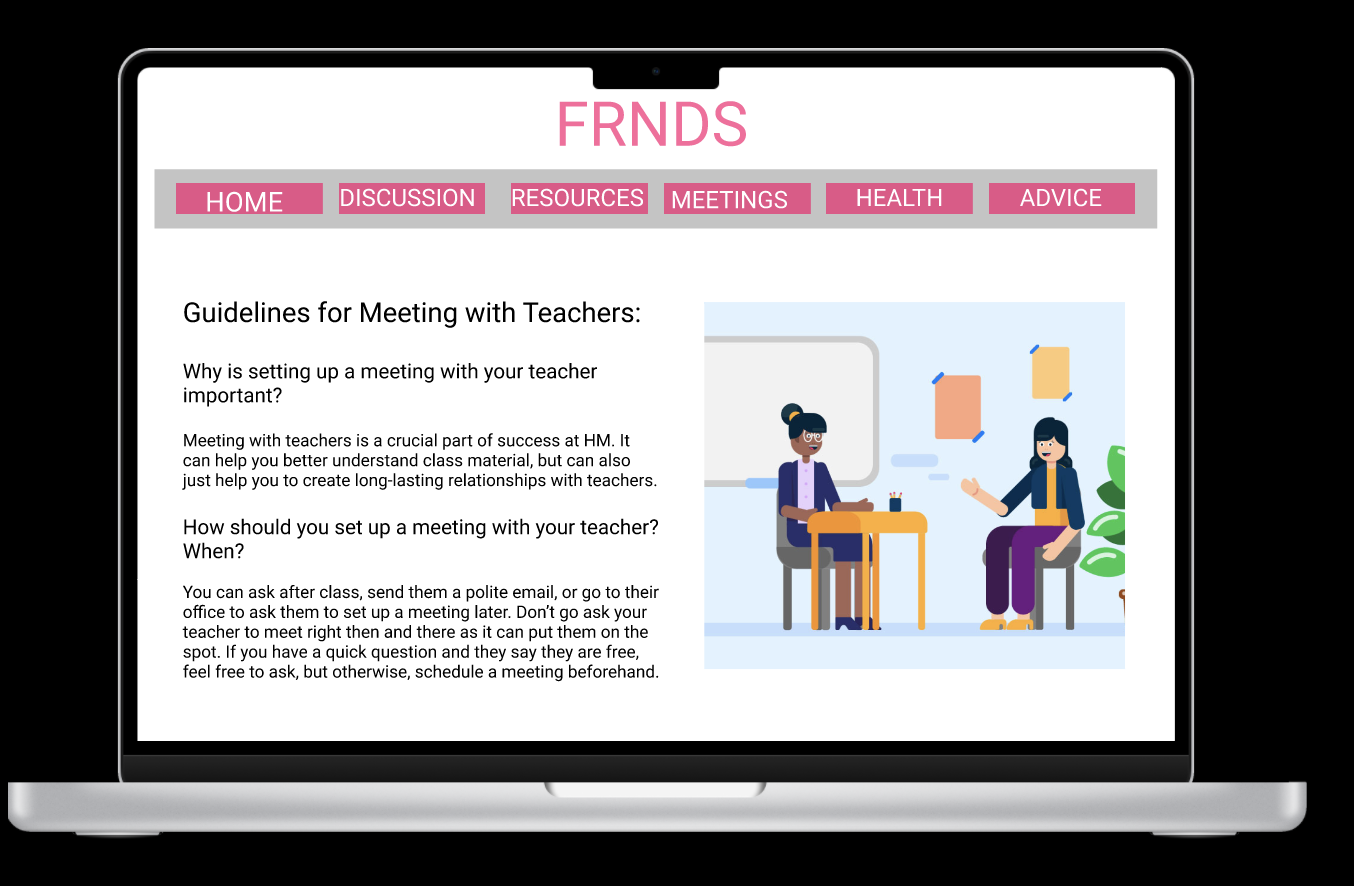 FRNDS
HOME DISCUSSION RESOURCES MEETINGS HEALTH ADVICE
Guidelines for Meeting with Teachers:
Why is setting up a meeting with your teacher
important?
Meeting with teachers is a crucial part of success at HM. It
can help you better understand class material, but can also
just help you to create long-lasting relationships with teachers.
How should you set up a meeting with your teacher?
When?
You can ask after class, send them a polite email, or go to their
office to ask them to set up a meeting later. Don’t go ask your
teacher to meet right then and there as it can put them on the
spot. If you have a quick question and they say they are free,
feel free to ask, but otherwise, schedule a meeting beforehand.